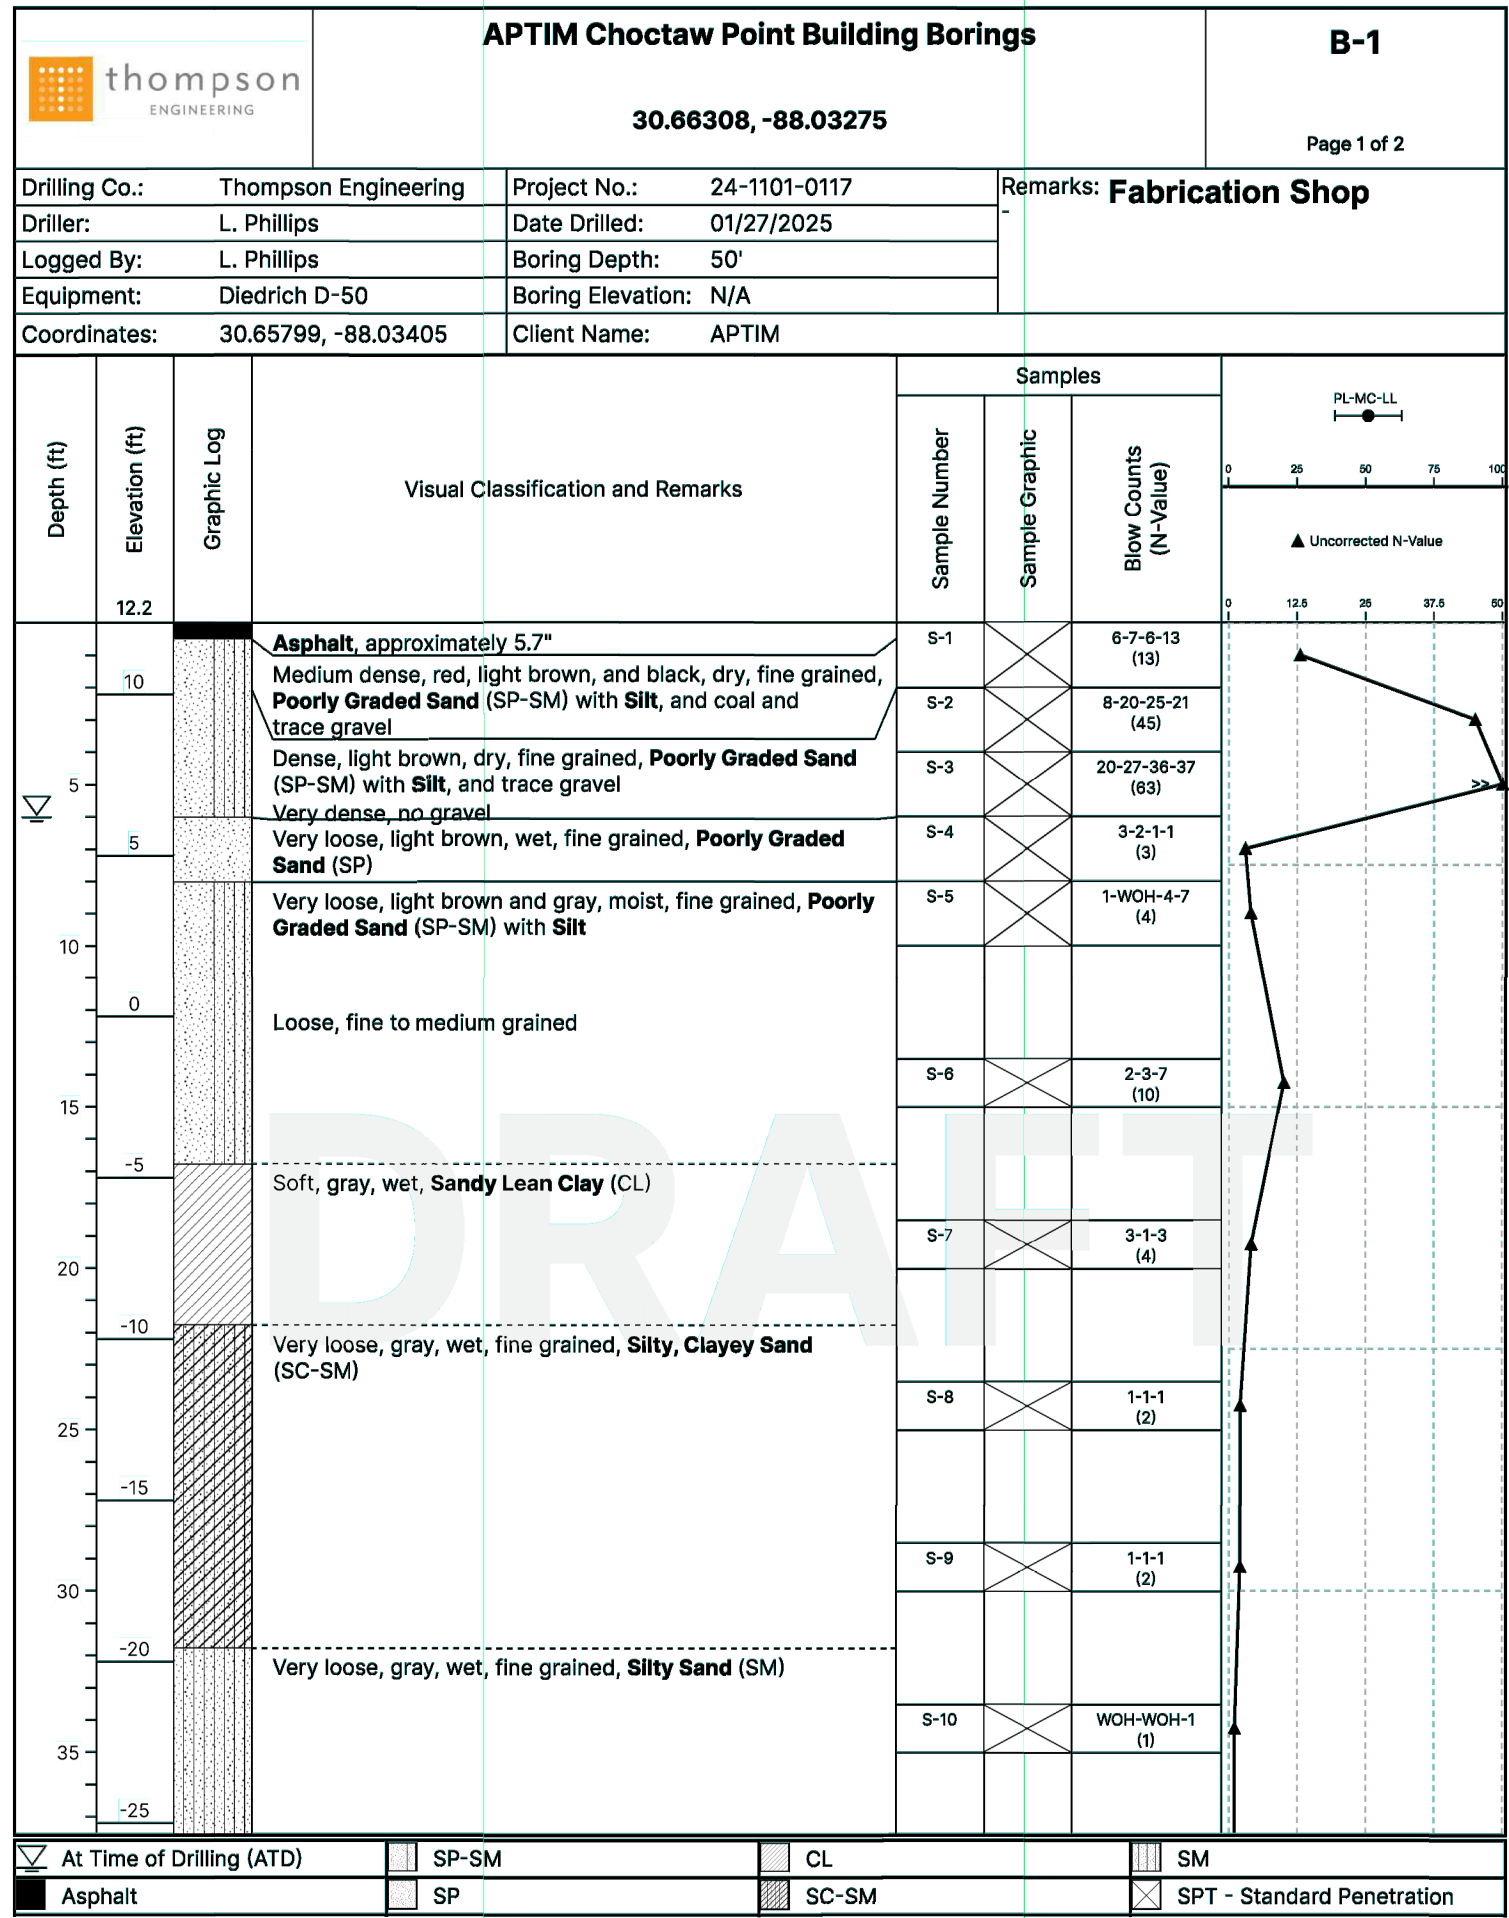 thompson
ENGINEERING
APTIM Choctaw Point Building Borings
30.66308, -88.03275
B-1
Page 1 of 2
Drilling Co.: Thompson Engineering Project No.: 24-1101-0117 Remarks: Fabrication Shop
-
Driller: L. Phillips Date Drilled: 01/27/2025
Logged By: L. Phillips Boring Depth: 50'
Equipment: Diedrich D-50 Boring Elevation: N/A
Coordinates: 30.65799, -88.03405 Client Name: APTIM
Depth (ft)
Elevation (ft)
12.2
Graphic Log
Visual Classification and Remarks
Samples
Sample Number
Sample Graphic
Blow Counts
(N-Value)
PL-MC-LL
0 25 50 75 100
Uncorrected N-Value
0 12.5 25 37.5 50
Asphalt, approximately 5.7"
S-1 6-7-6-13
(13)
10
Medium dense, red, light brown, and black, dry, fine grained,
Poorly Graded Sand (SP-SM) with Silt, and coal and
trace gravel
S-2 8-20-25-21
(45)
Dense, light brown, dry, fine grained, Poorly Graded Sand
(SP-SM) with Silt, and trace gravel
S-3 20-27-36-37
(63)
5
>>
Very dense, no gravel
5
Very loose, light brown, wet, fine grained, Poorly Graded
Sand (SP)
S-4 3-2-1-1
(3)
Very loose, light brown and gray, moist, fine grained, Poorly
Graded Sand (SP-SM) with Silt
S-5 1-WOH-4-7
(4)
10
0
Loose, fine to medium grained
S-6 2-3-7
(10)
15
DRAFT
-5
Soft, gray, wet, Sandy Lean Clay (CL)
S-7 3-1-3
(4)
20
-10
Very loose, gray, wet, fine grained, Silty, Clayey Sand
(SC-SM)
S-8 1-1-1
(2)
25
-15
S-9 1-1-1
(2)
30
-20
Very loose, gray, wet, fine grained, Silty Sand (SM)
S-10 WOH-WOH-1
(1)
35
-25
At Time of Drilling (ATD) SP-SM CL SM
Asphalt SP SC-SM SPT - Standard Penetration